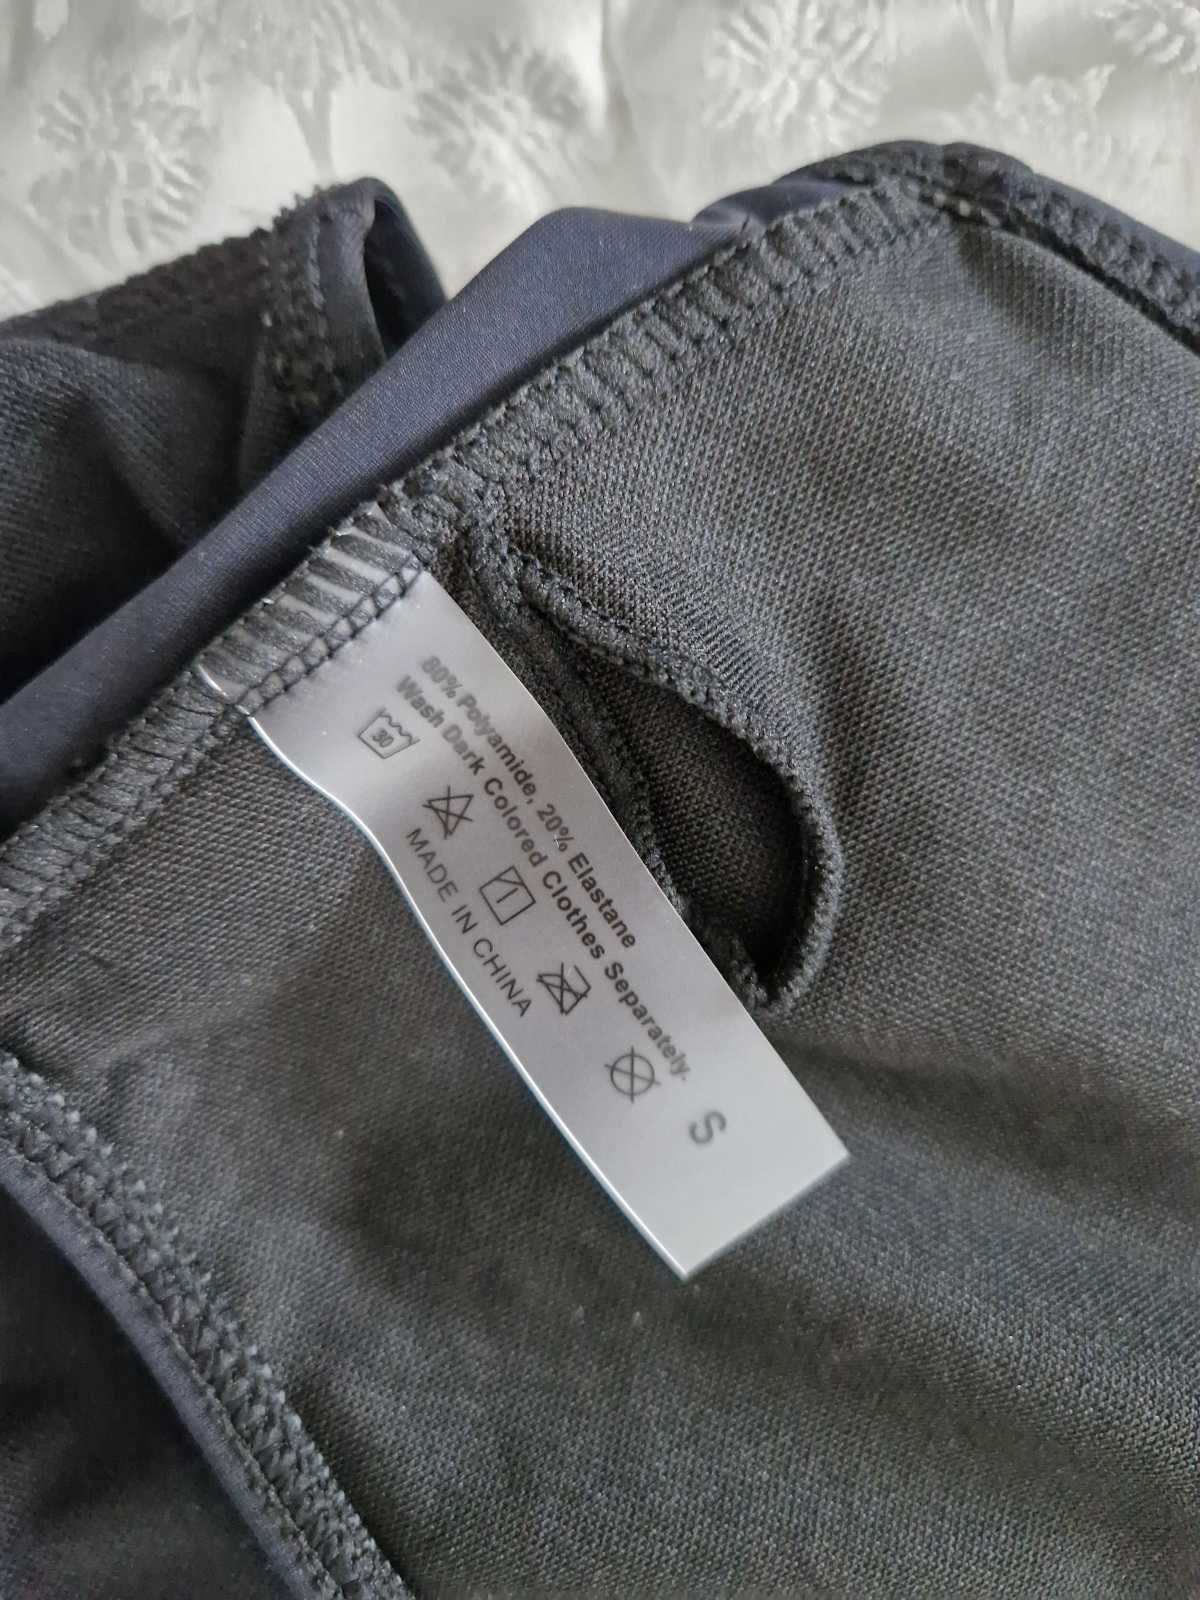 80% Polyamide, 20% Elastane
Wash Dark Colored Clothes Separately.
30
MADE IN CHINA
S